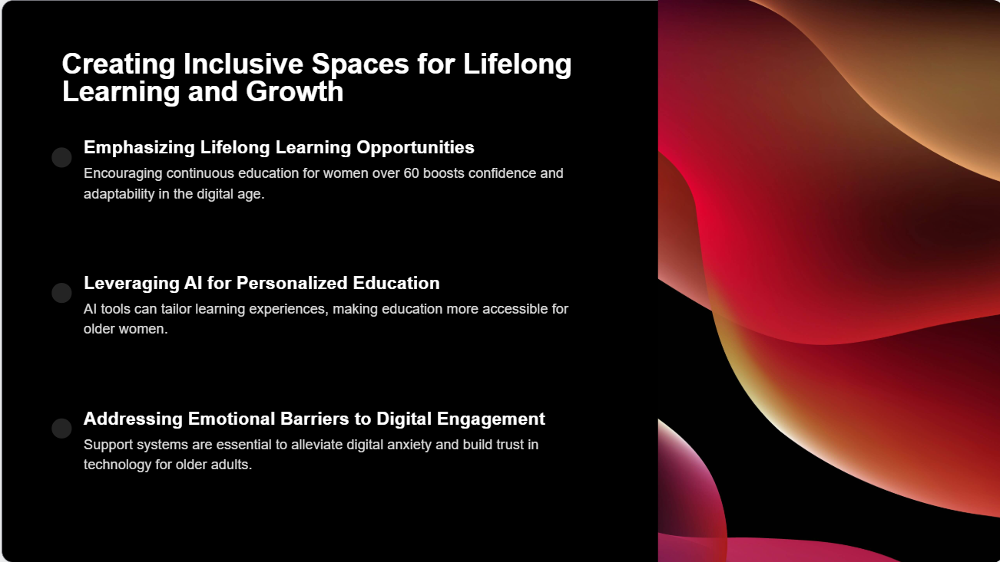 Creating Inclusive Spaces for Lifelong
Learning and Growth
Emphasizing Lifelong Learning Opportunities
Encouraging continuous education for women over 60 boosts confidence and
adaptability in the digital age.
Leveraging AI for Personalized Education
AI tools can tailor learning experiences, making education more accessible for
older women.
Addressing Emotional Barriers to Digital Engagement
Support systems are essential to alleviate digital anxiety and build trust in
technology for older adults.